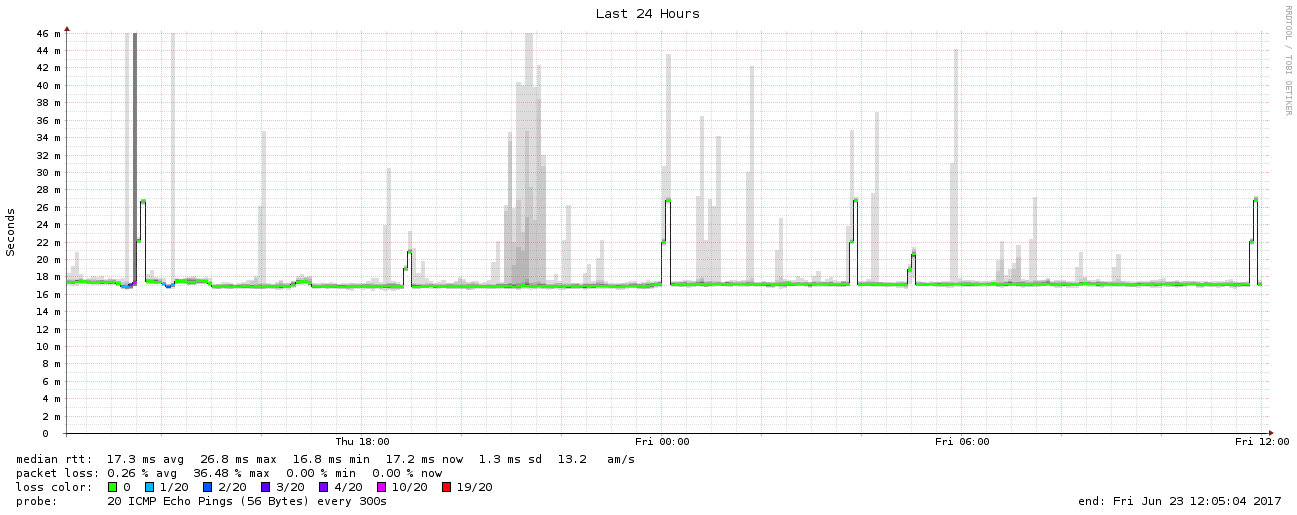 Last 24 Hours
RRDTOOL / TOBI OETIKER
Seconds
46 m
44 m
42 m
40 m
38 m
36 m
34 m
32 m
30 m
28 m
26 m
24 m
22 m
20 m
18 m
16 m
14 m
12 m
10 m
8 m
6 m
4 m
2 m
0
Thu 18:00 Fri 00:00 Fri 06:00 Fri 12:00
median rtt: 17.3 ms avg 26.8 ms max 16.8 ms min 17.2 ms now 1.3 ms sd 13.2 am/s
packet loss: 0.26 % avg 36.48 % max 0.00 % min 0.00 % now
loss color: 0 1/20 2/20 3/20 4/20 10/20 19/20
probe: 20 ICMP Echo Pings (56 Bytes) every 300s end: Fri Jun 23 12:05:04 2017